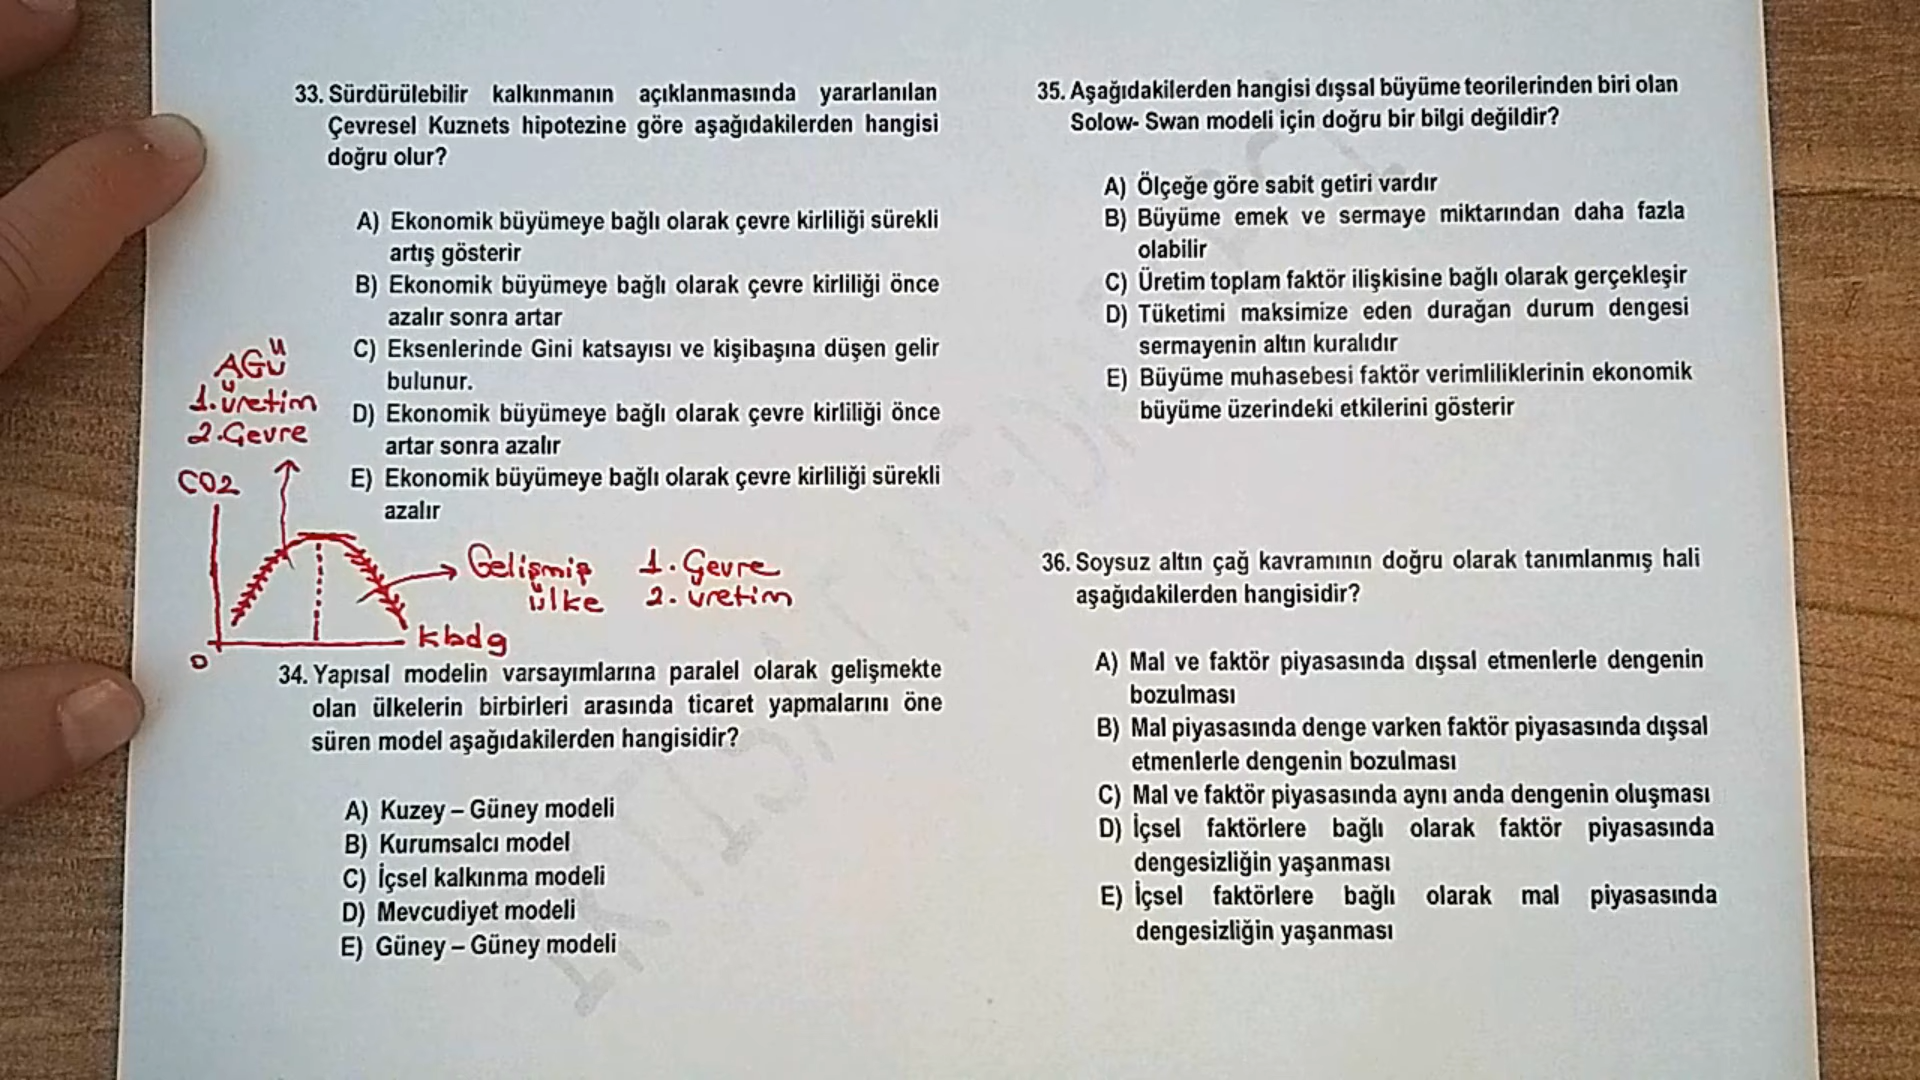 33. Sürdürülebilir kalkınmanın açıklanmasında yararlanılan
Çevresel Kuznets hipotezine göre aşağıdakilerden hangisi
doğru olur?
A) Ekonomik büyümeye bağlı olarak çevre kirliliği sürekli
artış gösterir
B) Ekonomik büyümeye bağlı olarak çevre kirliliği önce
azalır sonra artar
C) Eksenlerinde Gini katsayısı ve kişibaşına düşen gelir
bulunur.
D) Ekonomik büyümeye bağlı olarak çevre kirliliği önce
artar sonra azalır
E) Ekonomik büyümeye bağlı olarak çevre kirliliği sürekli
azalır
AGÜ
1. üretim
2. Çevre
CO2
Gelişmiş
ülke
1. Çevre
2. üretim
kbdg
0
34. Yapısal modelin varsayımlarına paralel olarak gelişmekte
olan ülkelerin birbirleri arasında ticaret yapmalarını öne
süren model aşağıdakilerden hangisidir?
A) Kuzey – Güney modeli
B) Kurumsalcı model
C) İçsel kalkınma modeli
D) Mevcudiyet modeli
E) Güney – Güney modeli
35. Aşağıdakilerden hangisi dışsal büyüme teorilerinden biri olan
Solow- Swan modeli için doğru bir bilgi değildir?
A) Ölçeğe göre sabit getiri vardır
B) Büyüme emek ve sermaye miktarından daha fazla
olabilir
C) Üretim toplam faktör ilişkisine bağlı olarak gerçekleşir
D) Tüketimi maksimize eden durağan durum dengesi
sermayenin altın kuralıdır
E) Büyüme muhasebesi faktör verimliliklerinin ekonomik
büyüme üzerindeki etkilerini gösterir
36. Soysuz altın çağ kavramının doğru olarak tanımlanmış hali
aşağıdakilerden hangisidir?
A) Mal ve faktör piyasasında dışsal etmenlerle dengenin
bozulması
B) Mal piyasasında denge varken faktör piyasasında dışsal
etmenlerle dengenin bozulması
C) Mal ve faktör piyasasında aynı anda dengenin oluşması
D) İçsel faktörlere bağlı olarak faktör piyasasında
dengesizliğin yaşanması
E) İçsel faktörlere bağlı olarak mal piyasasında
dengesizliğin yaşanması